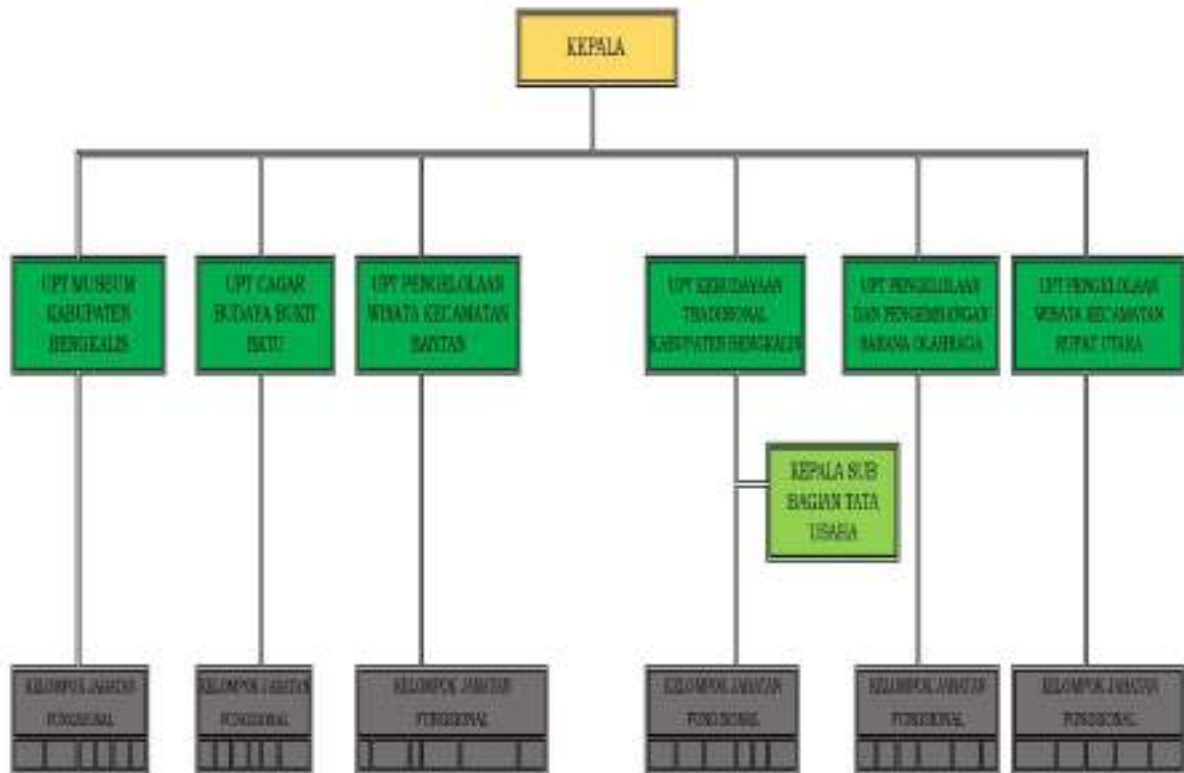 KEPALA
UPT MUSEUM
KABUPATEN
BENGKALIS
UPT CAGAR
BUDAYA BUKIT
BATU
UPT PENGELOLAAN
WISATA KECAMATAN
BANTAN
UPT KEBUDAYAAN
TRADISIONAL
KABUPATEN BENGKALIS
UPT PENGELOLAAN
DAN PENGEMBANGAN
SARANA OLAHRAGA
UPT PENGELOLAAN
WISATA KECAMATAN
RUPAT UTARA
KEPALA SUB
BAGIAN TATA
USAHA
KELOMPOK JABATAN
FUNGSIONAL
KELOMPOK JABATAN
FUNGSIONAL
KELOMPOK JABATAN
FUNGSIONAL
KELOMPOK JABATAN
FUNGSIONAL
KELOMPOK JABATAN
FUNGSIONAL
KELOMPOK JABATAN
FUNGSIONAL